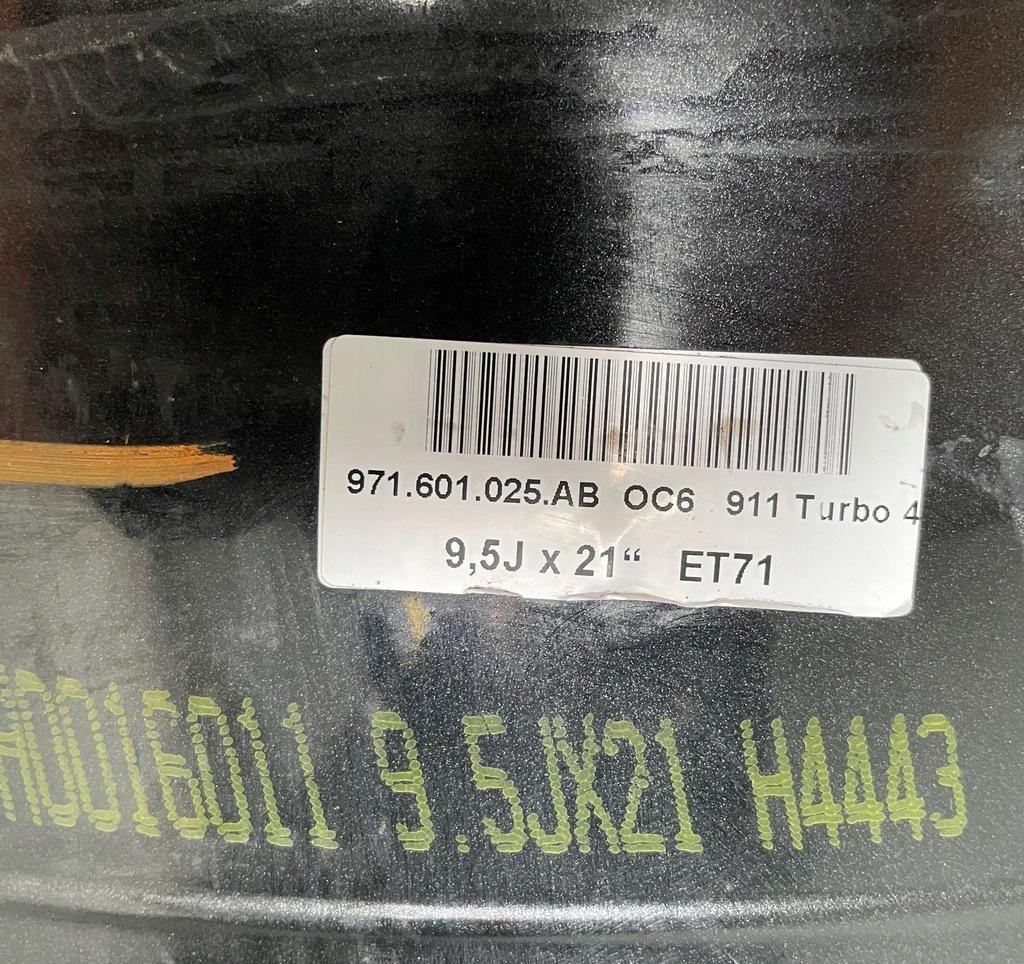 971.601.025.AB OC6 911 Turbo 4
9,5J x 21“ ET71
9.5JX21 H4443